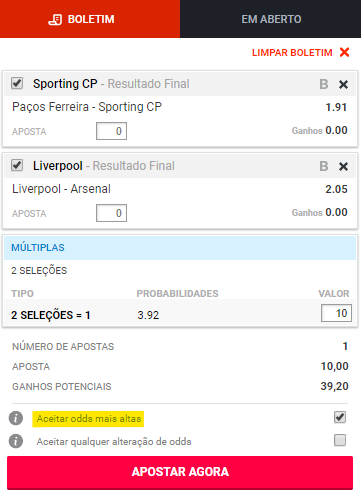 BOLETIM
EM ABERTO
LIMPAR BOLETIM
Sporting CP - Resultado Final B
Paços Ferreira - Sporting CP 1.91
APOSTA 0 Ganhos 0.00
Liverpool - Resultado Final B
Liverpool - Arsenal 2.05
APOSTA 0 Ganhos 0.00
MÚLTIPLAS
2 SELEÇÕES
TIPO PROBABILIDADES VALOR
2 SELEÇÕES = 1 3.92 10
NÚMERO DE APOSTAS 1
APOSTA 10,00
GANHOS POTENCIAIS 39,20
i Aceitar odds mais altas
i Aceitar qualquer alteração de odds
APOSTAR AGORA